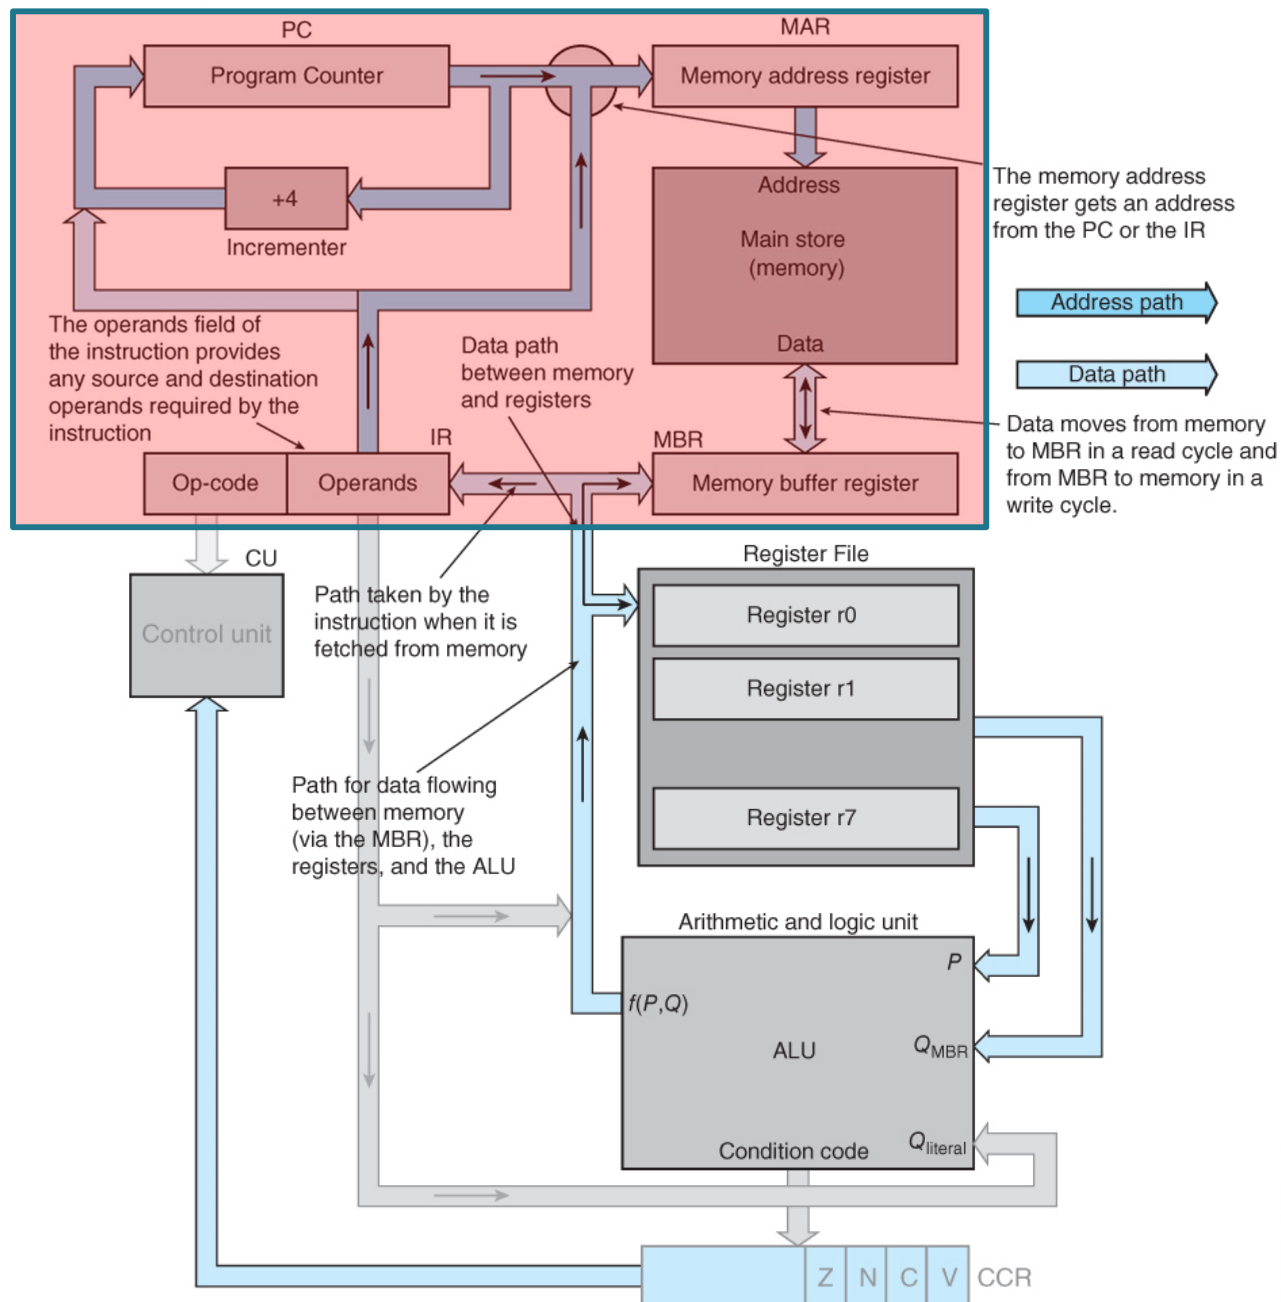 PC
MAR
Program Counter
Memory address register
+4
Incrementer
Address
Main store
(memory)
Data
The memory address
register gets an address
from the PC or the IR
Address path
Data path
The operands field of
the instruction provides
any source and destination
operands required by the
instruction
Data path
between memory
and registers
Data moves from memory
to MBR in a read cycle and
from MBR to memory in a
write cycle.
IR
MBR
Op-code
Operands
Memory buffer register
CU
Control unit
Path taken by the
instruction when it is
fetched from memory
Register File
Register r0
Register r1
Register r7
Path for data flowing
between memory
(via the MBR), the
registers, and the ALU
Arithmetic and logic unit
P
f(P,Q)
ALU
QMBR
Qliteral
Condition code
Z N C V CCR